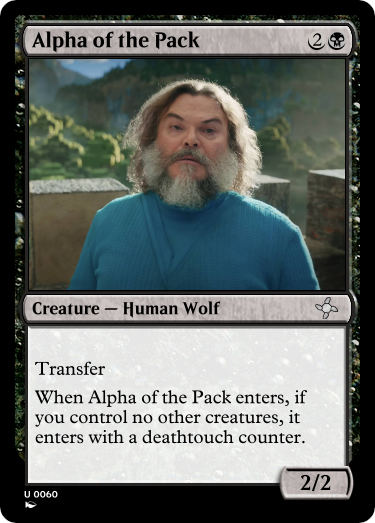 Alpha of the Pack 2
Creature — Human Wolf
Transfer
When Alpha of the Pack enters, if
you control no other creatures, it
enters with a deathtouch counter.
2/2
U 0060